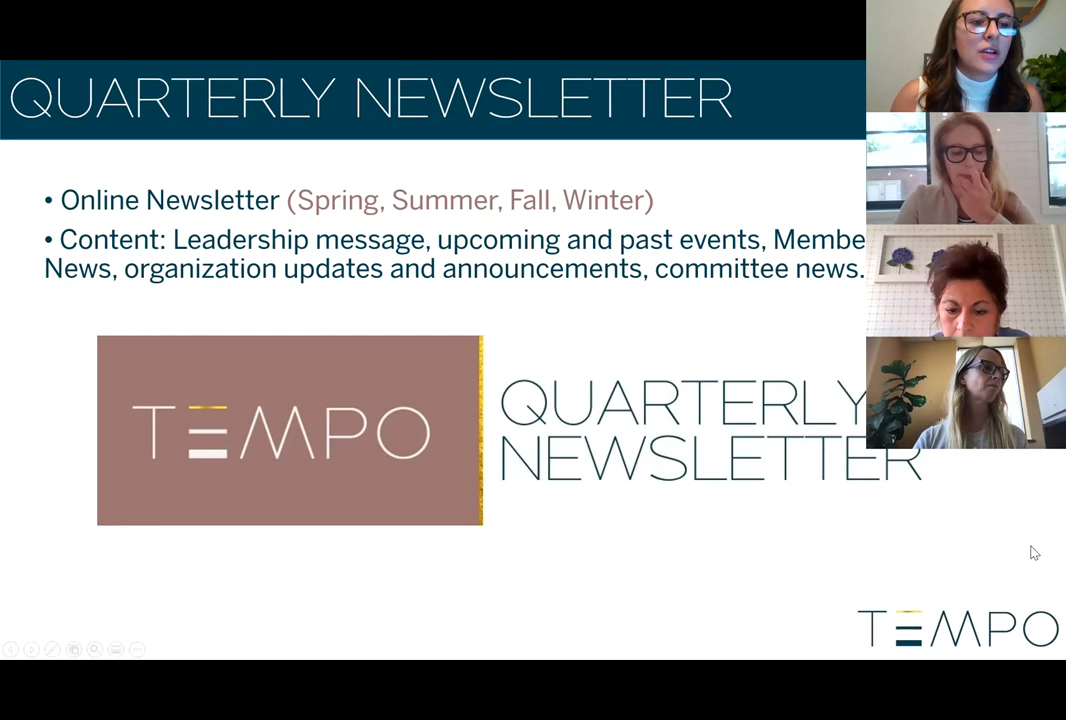 QUARTERLY NEWSLETTER
• Online Newsletter (Spring, Summer, Fall, Winter)
• Content: Leadership message, upcoming and past events, Membe
News, organization updates and announcements, committee news.
TEMPO
QUARTERLY
NEWSLETTER
TEMPO